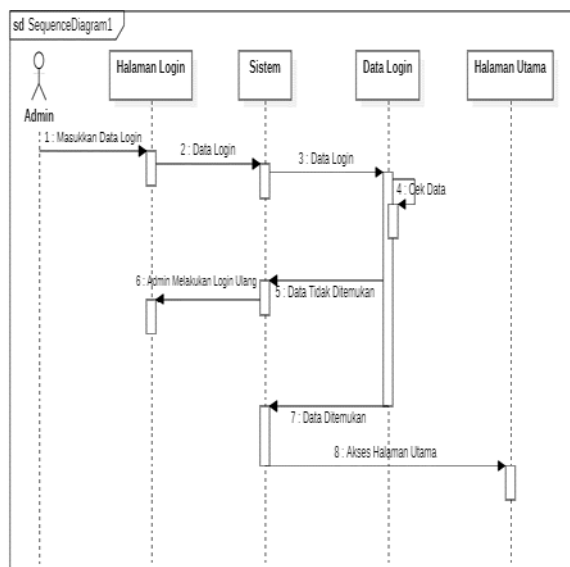 sd SequenceDiagram1
Halaman Login
Sistem
Data Login
Halaman Utama
Admin
1 : Masukkan Data Login
2 : Data Login
3 : Data Login
4 : Cek Data
5 : Data Tidak Ditemukan
6 : Admin Melakukan Login Ulang
7 : Data Ditemukan
8 : Akses Halaman Utama